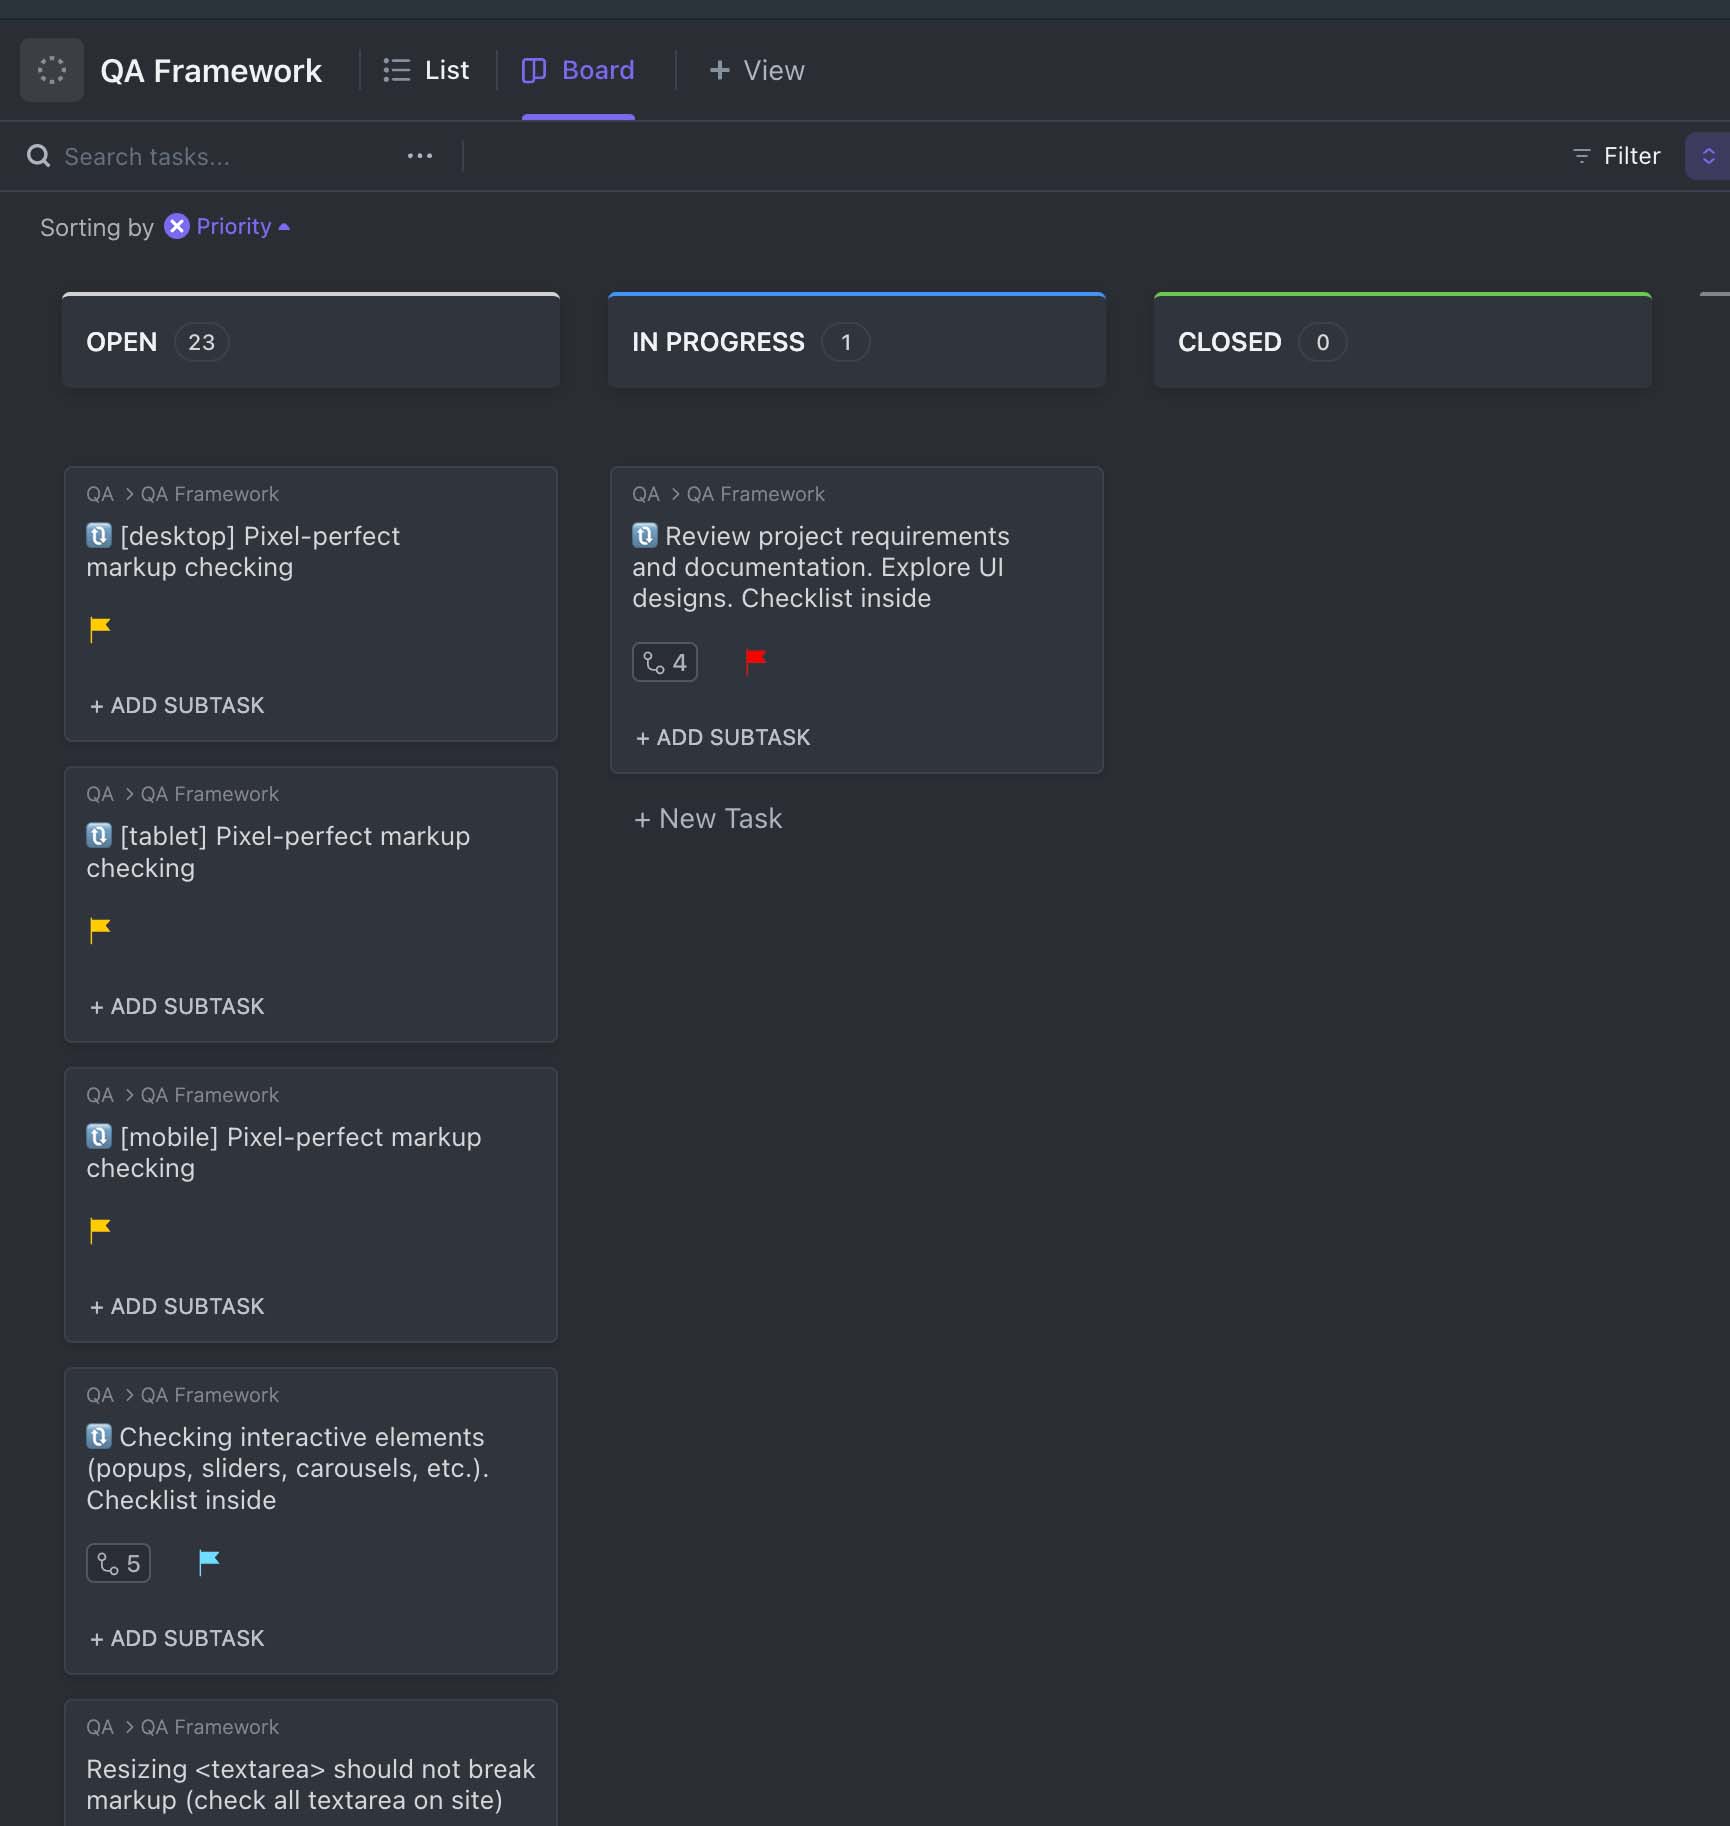 QA Framework
List
Board
+ View
Search tasks...
Filter
Sorting by Priority
OPEN 23
IN PROGRESS 1
CLOSED 0
QA > QA Framework
[desktop] Pixel-perfect
markup checking
+ ADD SUBTASK
QA > QA Framework
[tablet] Pixel-perfect markup
checking
+ ADD SUBTASK
QA > QA Framework
[mobile] Pixel-perfect markup
checking
+ ADD SUBTASK
QA > QA Framework
Checking interactive elements
(popups, sliders, carousels, etc.).
Checklist inside
5
+ ADD SUBTASK
QA > QA Framework
Resizing <textarea> should not break
markup (check all textarea on site)
QA > QA Framework
Review project requirements
and documentation. Explore UI
designs. Checklist inside
4
+ ADD SUBTASK
+ New Task